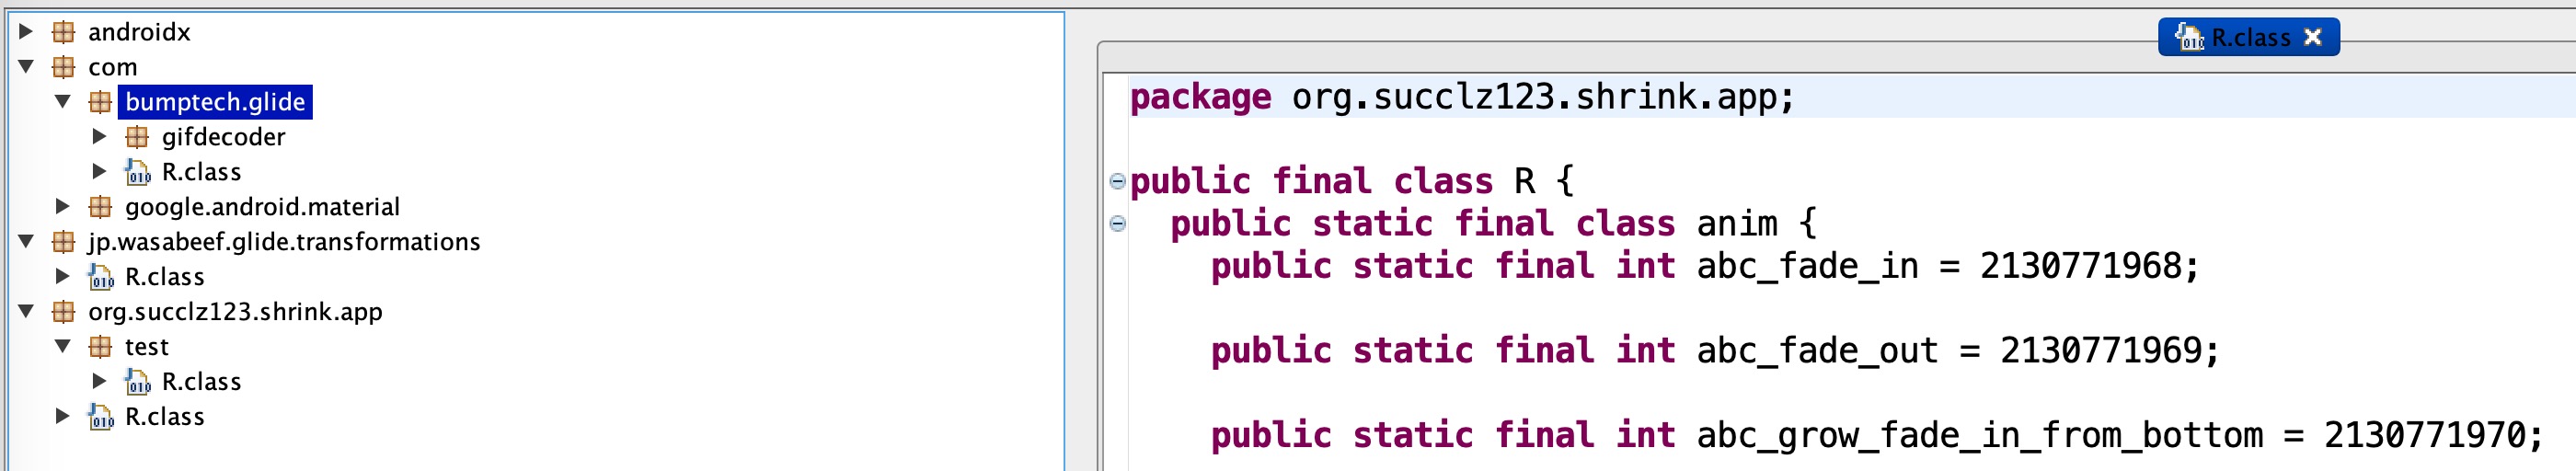 androidx
com
bumptech.glide
gifdecoder
R.class
google.android.material
jp.wasabeef.glide.transformations
R.class
org.succlz123.shrink.app
test
R.class
R.class
R.class
package org.succlz123.shrink.app;
public final class R {
public static final class anim {
public static final int abc_fade_in = 2130771968;
public static final int abc_fade_out = 2130771969;
public static final int abc_grow_fade_in_from_bottom = 2130771970;